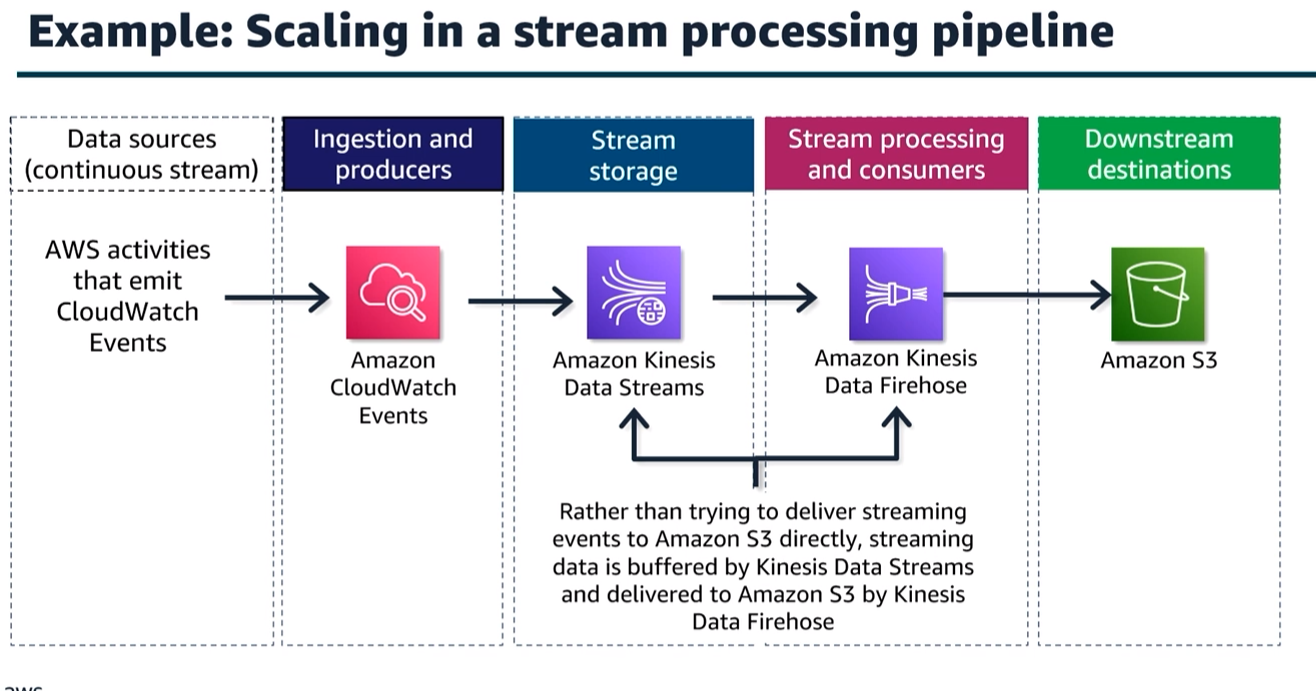 Example: Scaling in a stream processing pipeline
Data sources
(continuous stream)
Ingestion and
producers
Stream
storage
Stream processing
and consumers
Downstream
destinations
AWS activities
that emit
CloudWatch
Events
Amazon
CloudWatch
Events
Amazon Kinesis
Data Streams
Amazon Kinesis
Data Firehose
Amazon S3
Rather than trying to deliver streaming
events to Amazon S3 directly, streaming
data is buffered by Kinesis Data Streams
and delivered to Amazon S3 by Kinesis
Data Firehose
aws